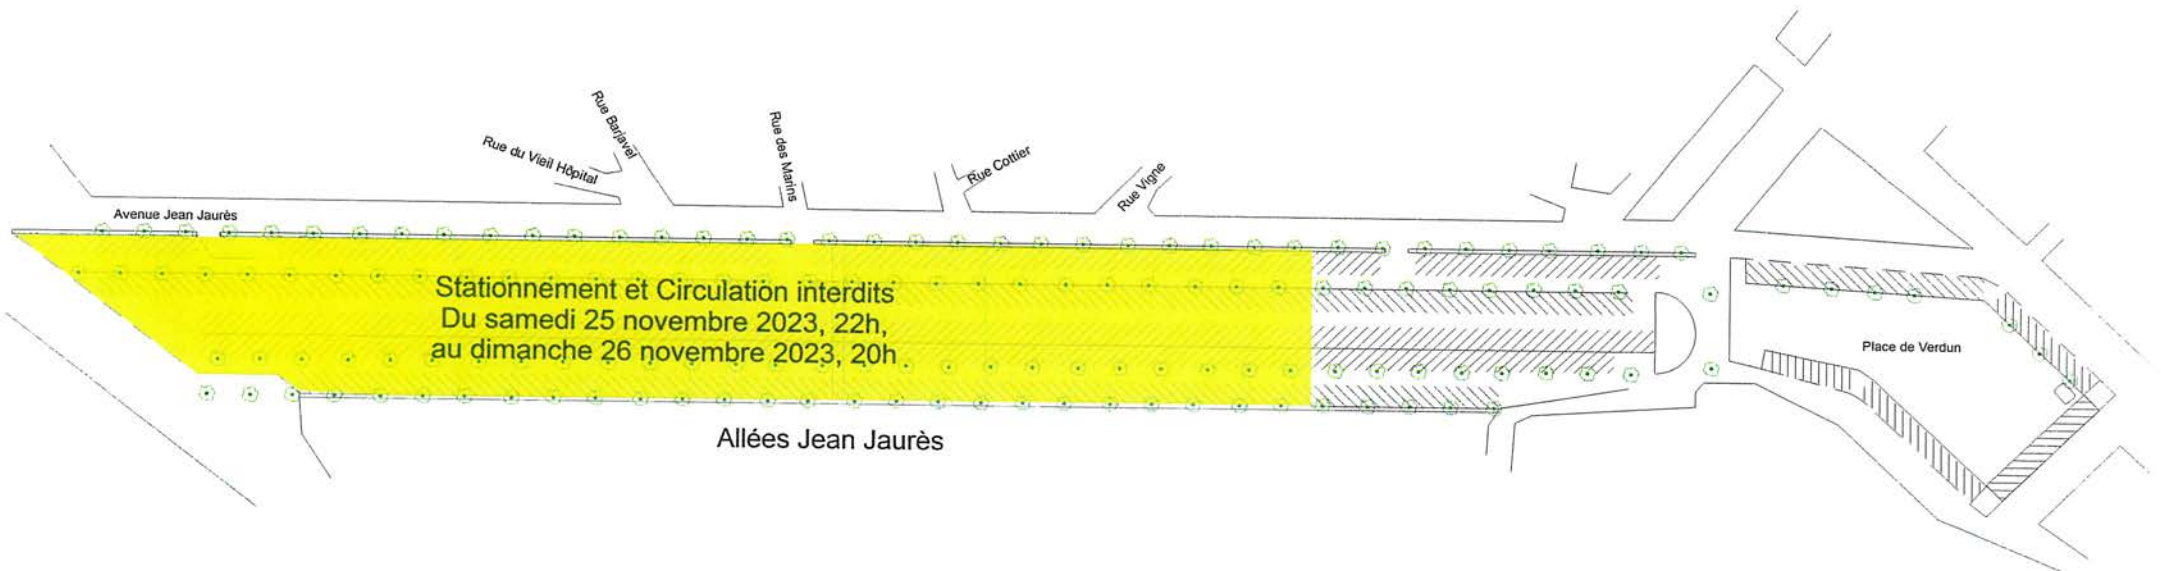 Rue Barjavel
Rue des Marins
Rue du Vieil Hôpital
Rue Cottier
Rue Vigne
Avenue Jean Jaurès
Stationnement et Circulation interdits
Du samedi 25 novembre 2023, 22h,
au dimanche 26 novembre 2023, 20h
Place de Verdun
Allées Jean Jaurès